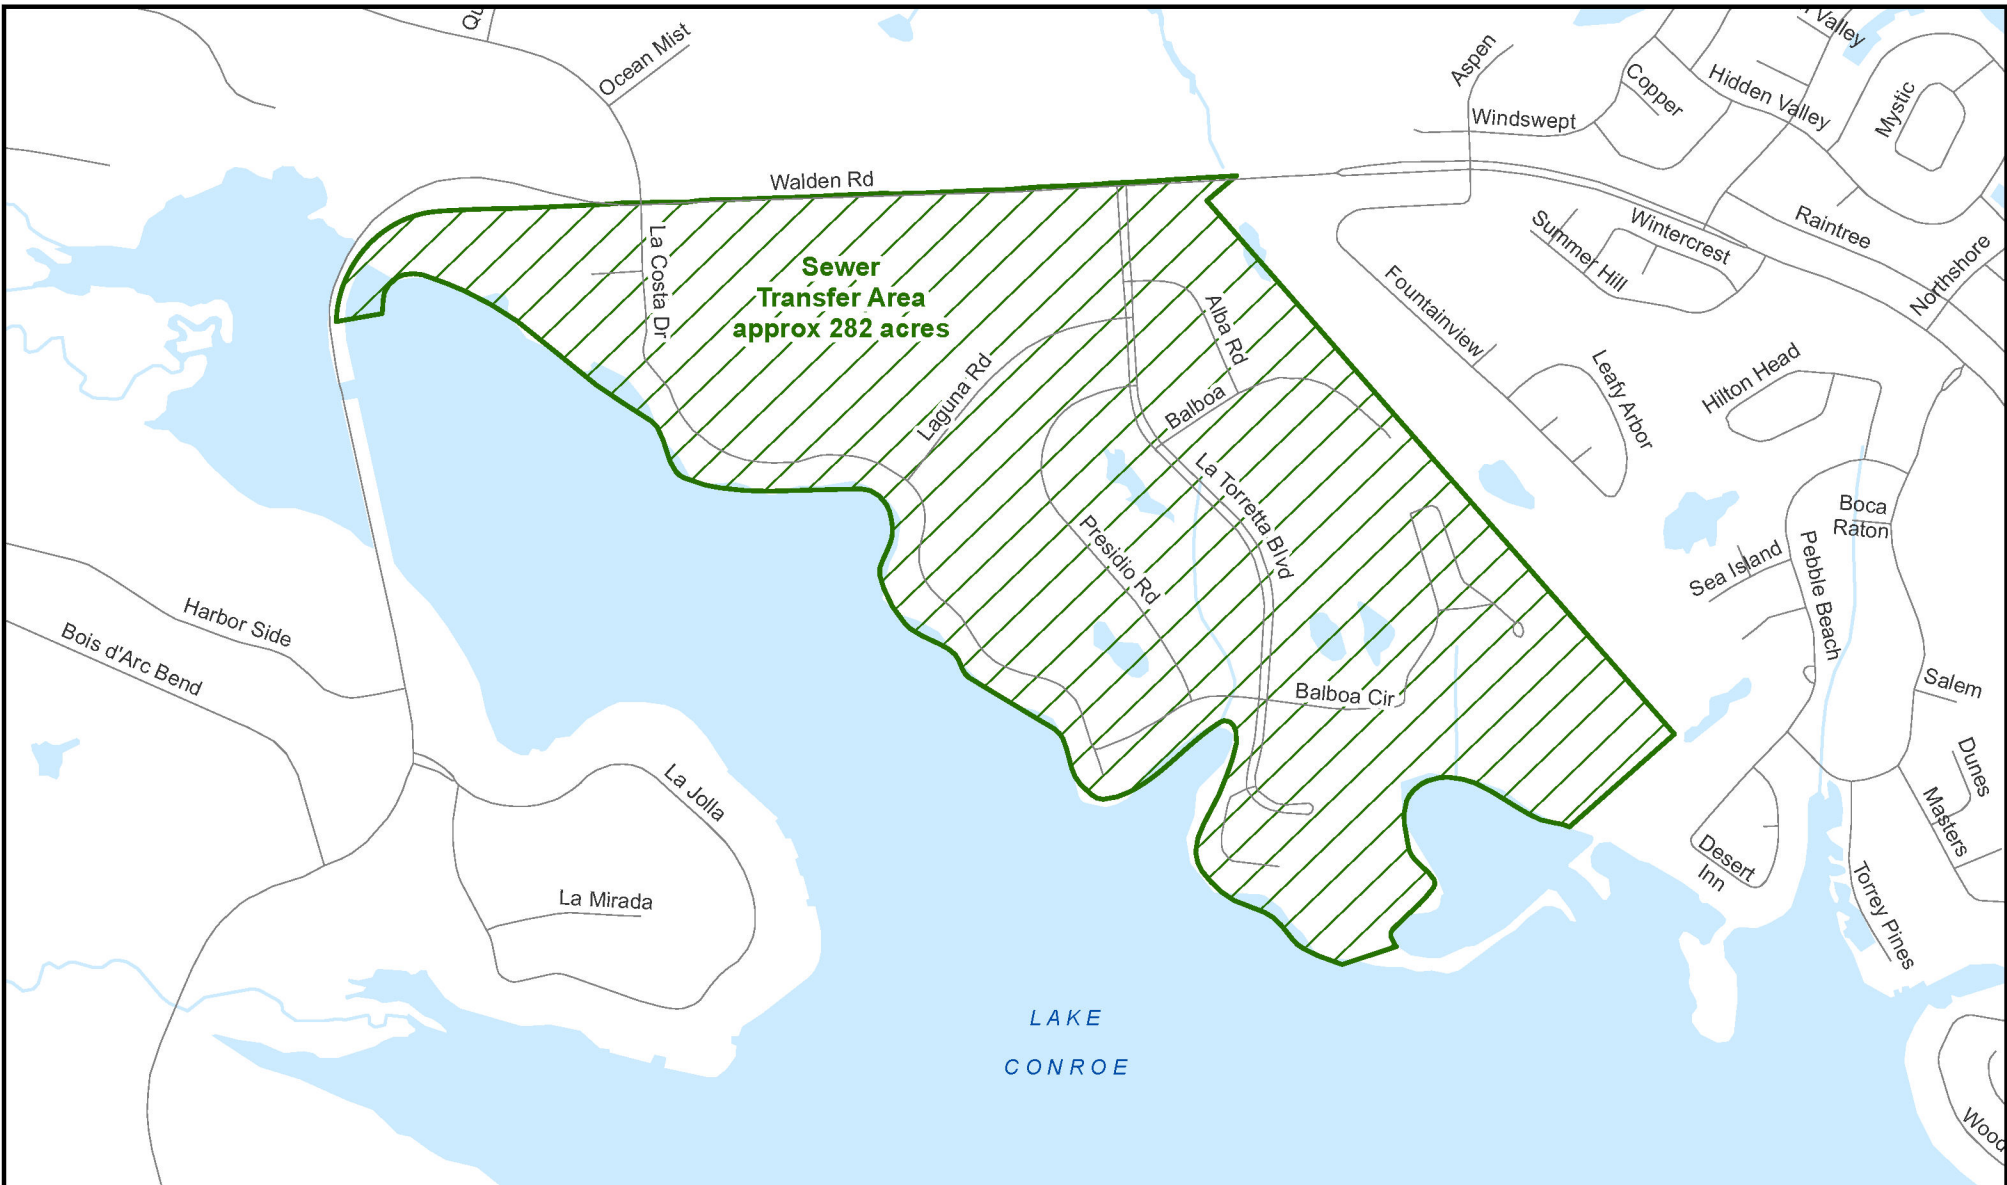 Qu
Ocean Mist
Aspen
Windswept
Copper
Hidden Valley
Valley
Mystic
Walden Rd
La Costa Dr
Sewer
Transfer Area
approx 282 acres
Alba Rd
Laguna Rd
Balboa
La Torretta Blvd
Presidio Rd
Balboa Cir
Fountainview
Summer Hill
Wintercrest
Raintree
Northshore
Leafy Arbor
Hilton Head
Boca
Raton
Sea Island
Pebble Beach
Salem
Dunes
Masters
Desert
Inn
Torrey Pines
Harbor Side
Bois d'Arc Bend
La Jolla
La Mirada
LAKE
CONROE
Wood